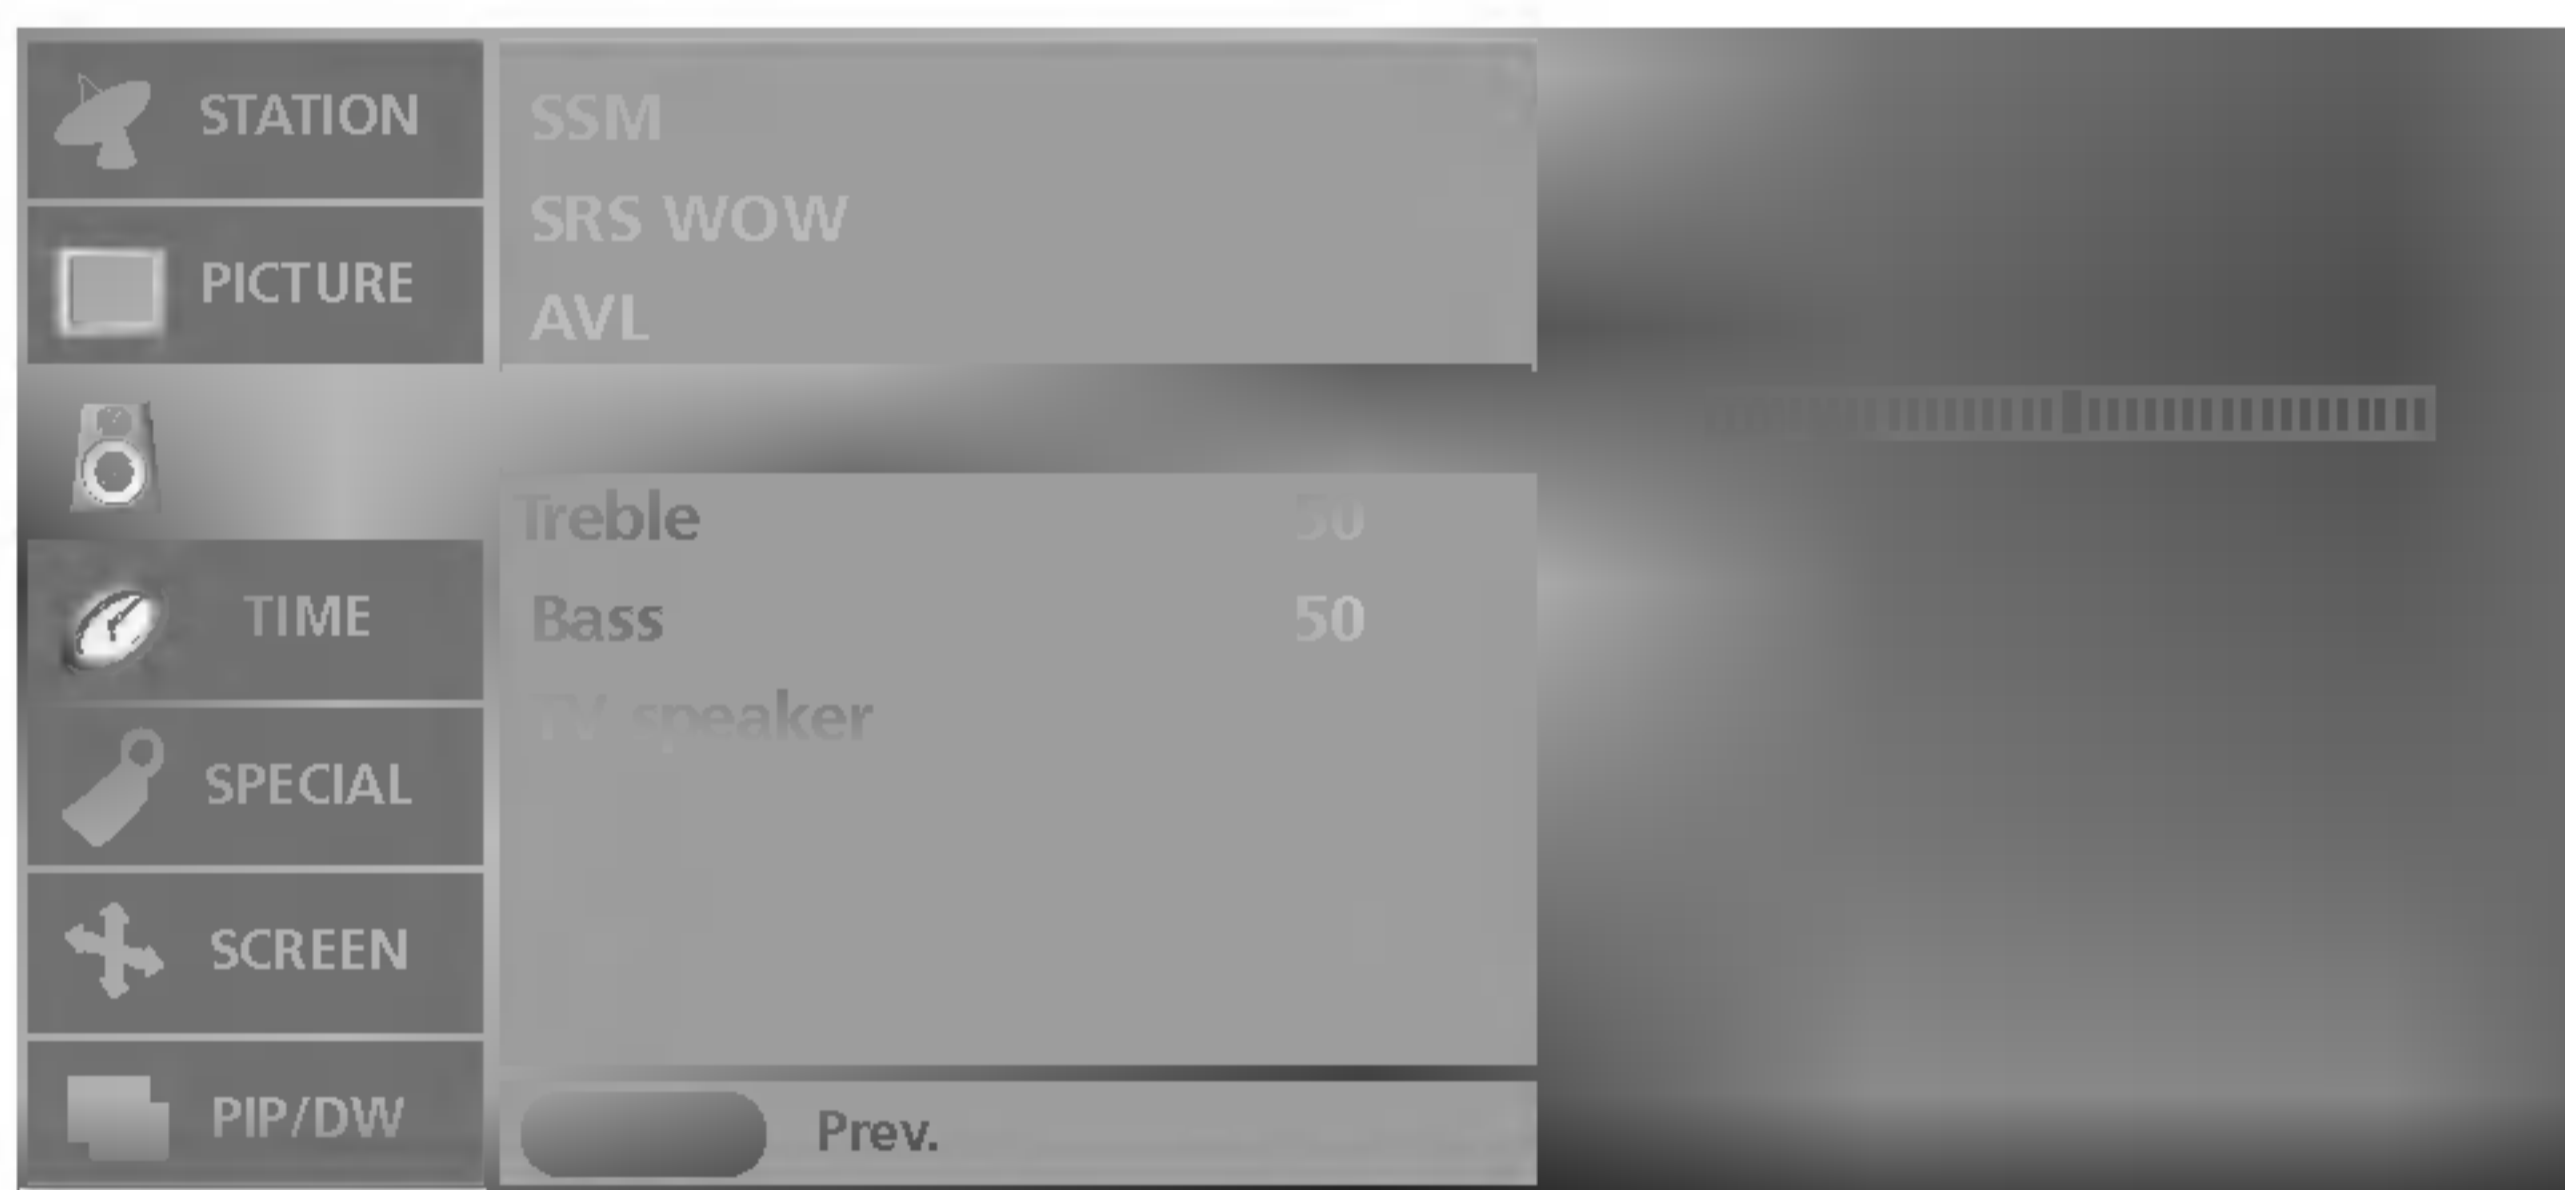 STATION
PICTURE
TIME
SPECIAL
SCREEN
PIP/DW
SSM
SRS WOW
AVL
Treble 50
Bass 50
TV speaker
Prev.